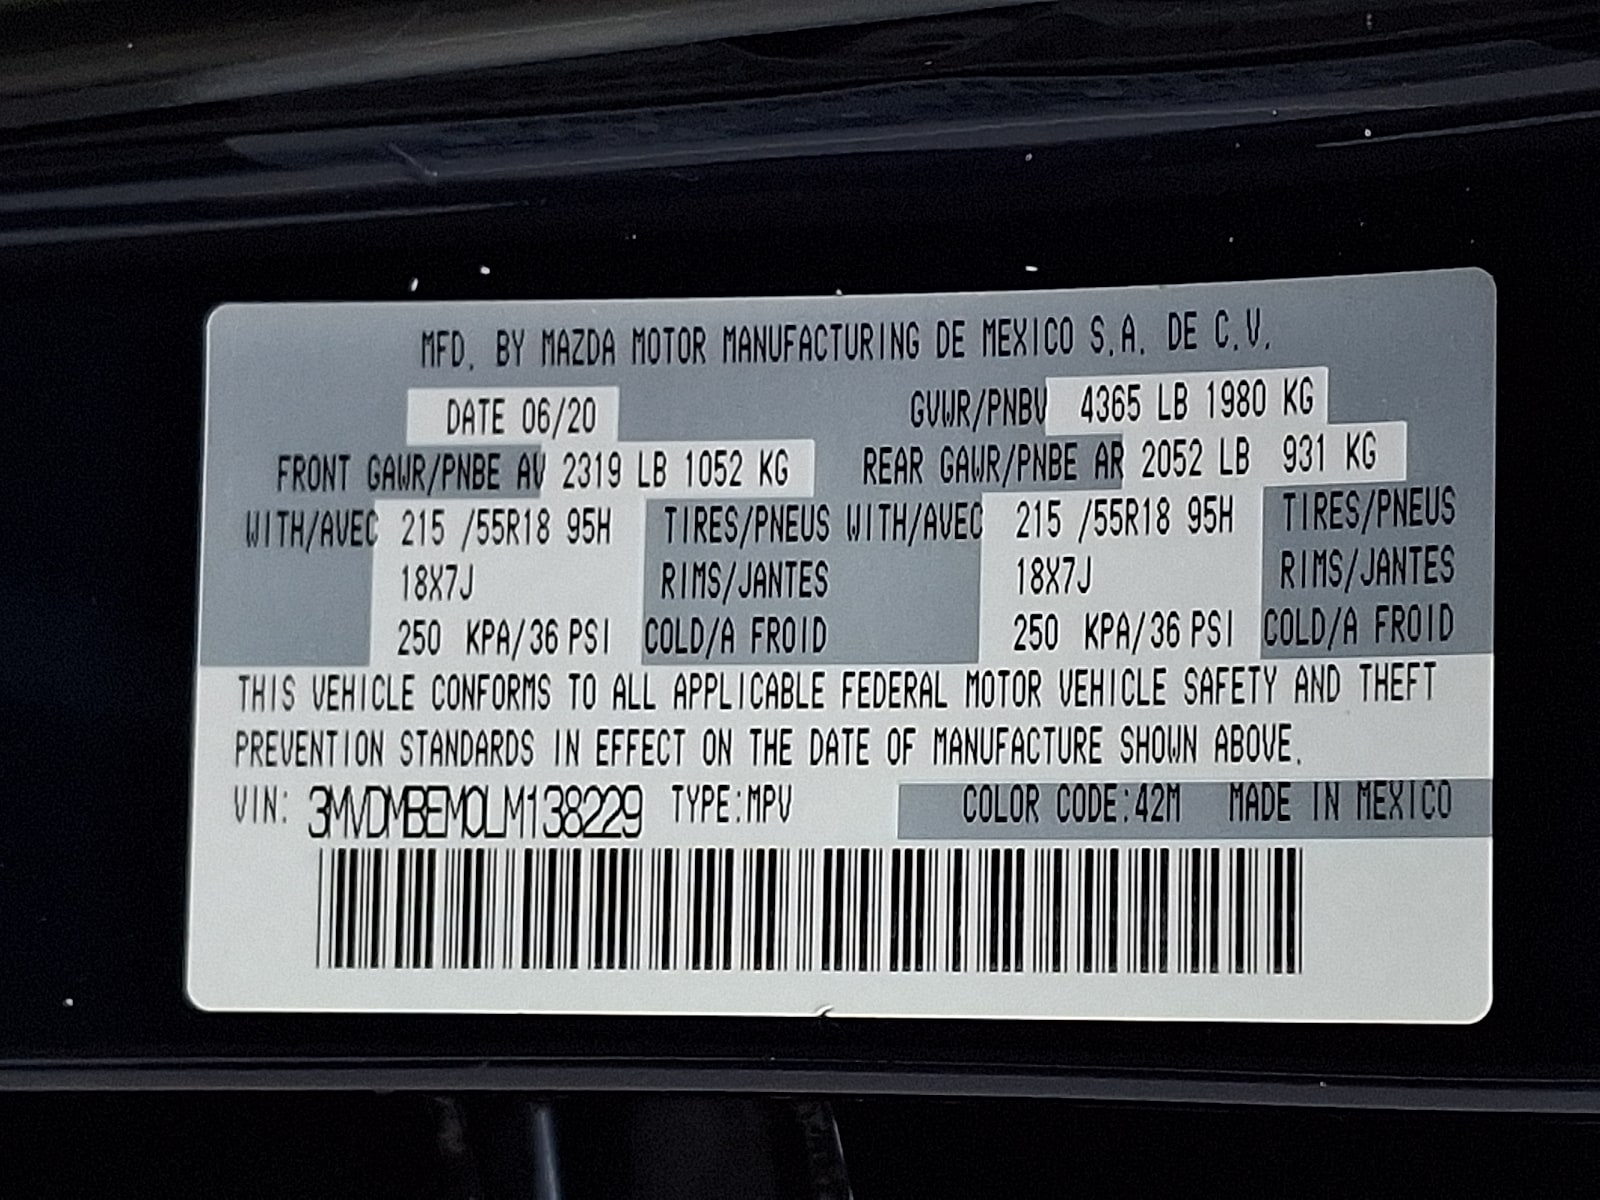 MFD. BY MAZDA MOTOR MANUFACTURING DE MEXICO S.A. DE C.V.
DATE 06/20 GVWR/PNBV 4365 LB 1980 KG
FRONT GAWR/PNBE AV 2319 LB 1052 KG REAR GAWR/PNBE AR 2052 LB 931 KG
WITH/AVEC 215 /55R18 95H TIRES/PNEUS WITH/AVEC 215 /55R18 95H TIRES/PNEUS
18X7J RIMS/JANTES 18X7J RIMS/JANTES
250 KPA/36 PSI COLD/A FROID 250 KPA/36 PSI COLD/A FROID
THIS VEHICLE CONFORMS TO ALL APPLICABLE FEDERAL MOTOR VEHICLE SAFETY AND THEFT
PREVENTION STANDARDS IN EFFECT ON THE DATE OF MANUFACTURE SHOWN ABOVE.
VIN: 3MVDMBEM0LM138229 TYPE:MPV COLOR CODE:42M MADE IN MEXICO